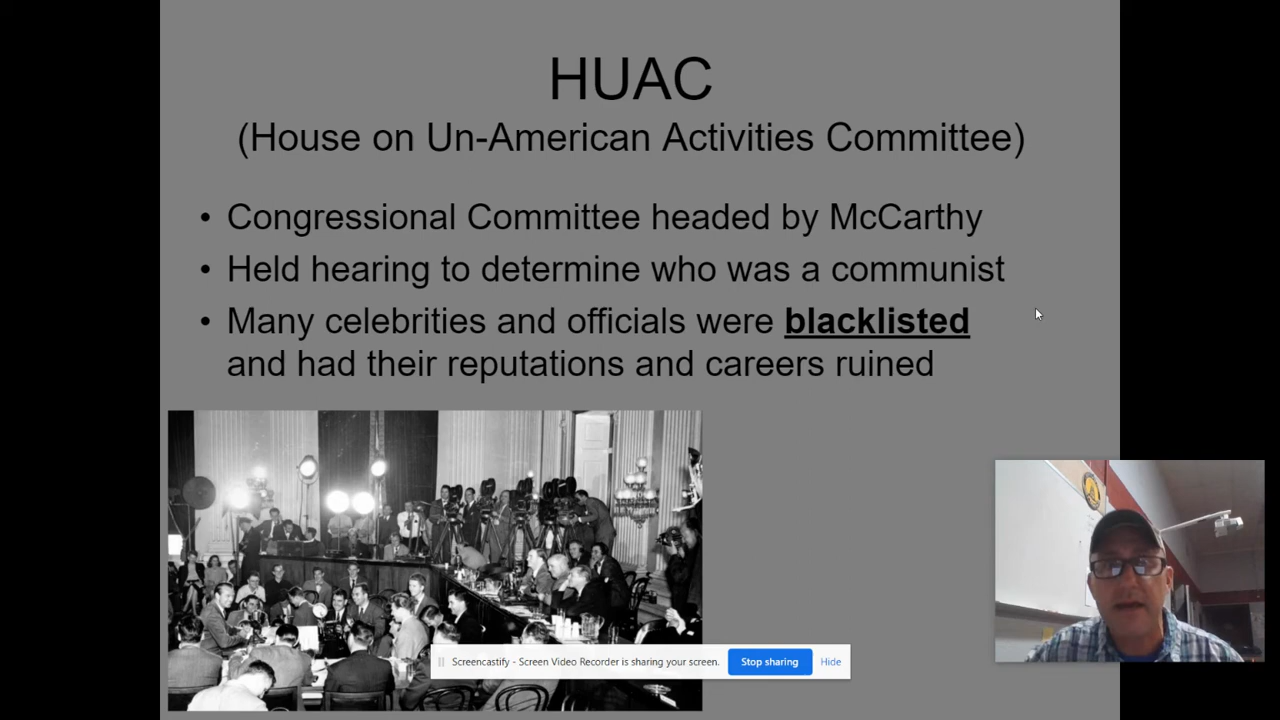 HUAC
(House on Un-American Activities Committee)
• Congressional Committee headed by McCarthy
• Held hearing to determine who was a communist
• Many celebrities and officials were blacklisted
and had their reputations and careers ruined
Screencastify - Screen Video Recorder is sharing your screen.
Stop sharing
Hide